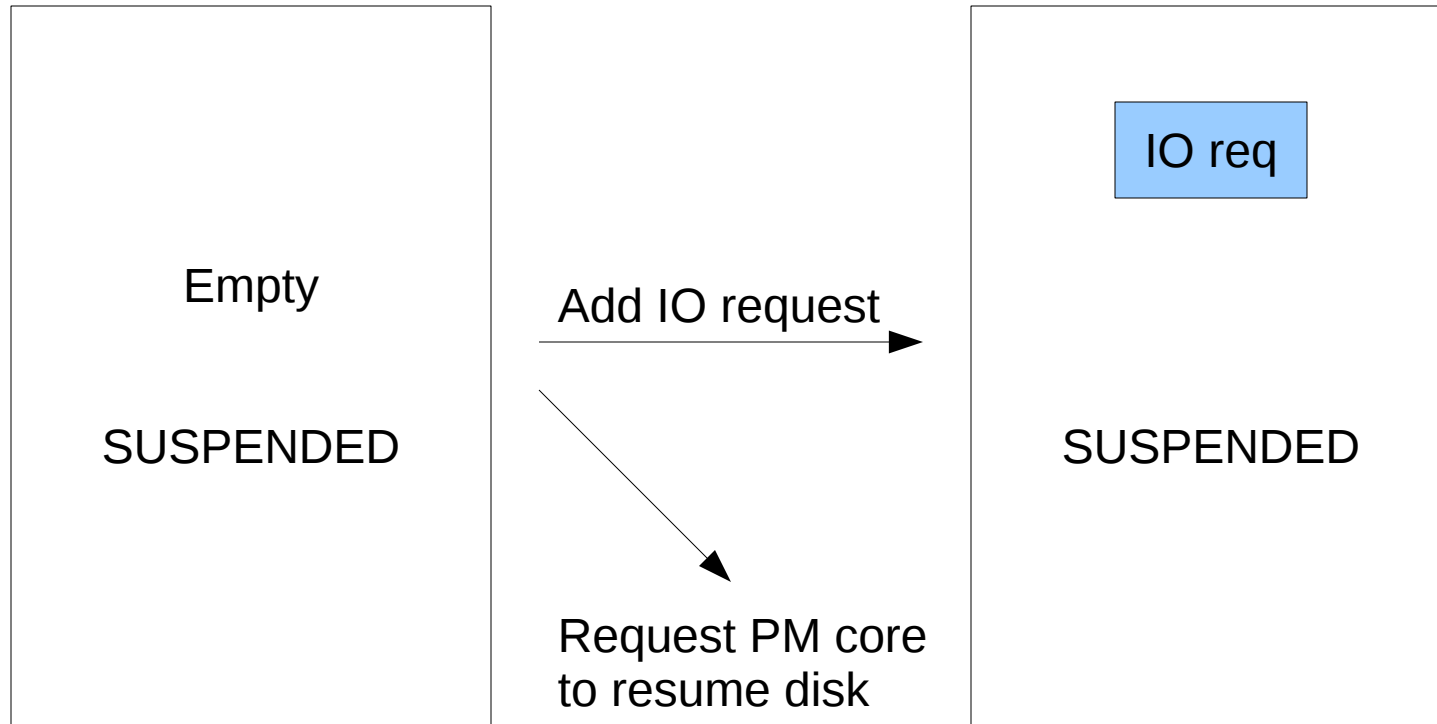 Empty
SUSPENDED
Add IO request
Request PM core
to resume disk
IO req
SUSPENDED